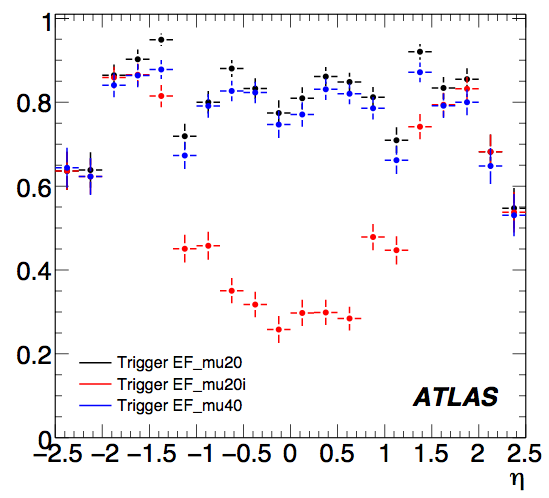 1
0.8
0.6
0.4
0.2
0
Trigger EF_mu20
Trigger EF_mu20i
Trigger EF_mu40
ATLAS
-2.5 -2 -1.5 -1 -0.5 0 0.5 1 1.5 2 2.5
η